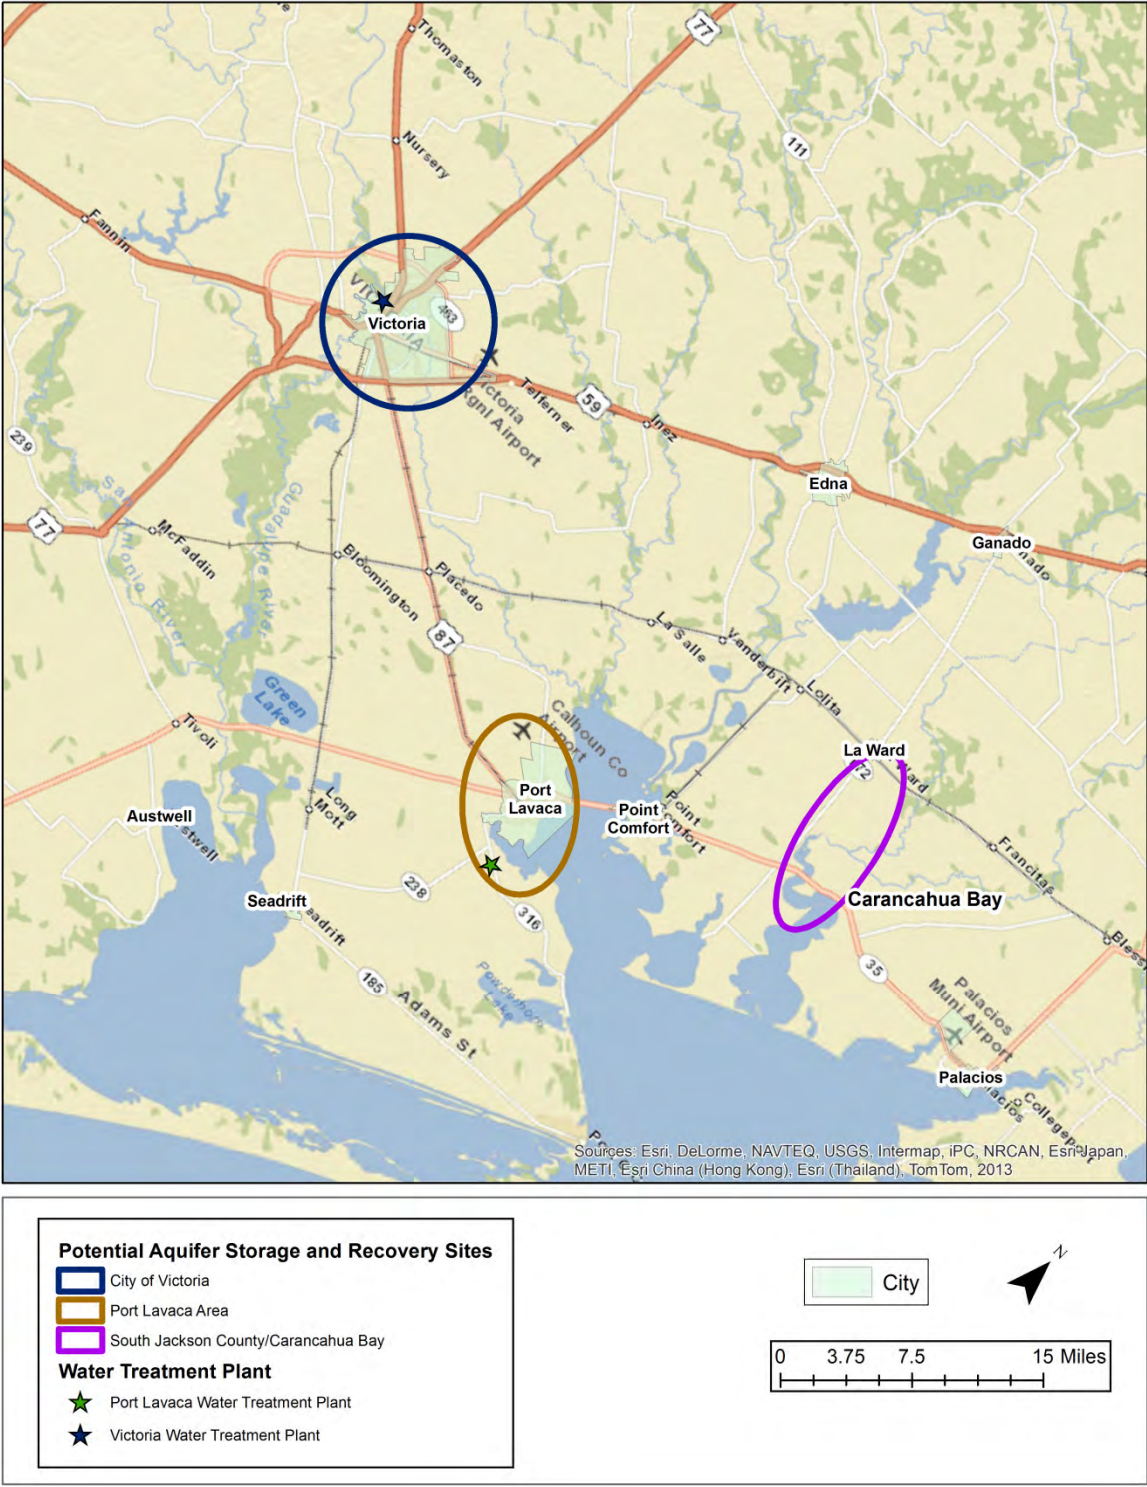 Thomaston
77
111
Nursery
Fannin
463
Victoria
Victoria
Rgnl Airport
Telferner
59
Inez
239
Edna
San Antonio River
Guadalupe River
77
McFaddin
Ganado
Bloomington
Placedo
87
La Salle
Vanderbilt
Lolita
Green
Lake
Tivoli
Calhoun Co
Airport
La Ward
Port
Lavaca
Long
Mott
Austwell
Point
Comfort
Point
Francitas
238
Seadrift
316
Carancahua Bay
35
185
Adams St
Powderhorn
Lake
Palacios
Muni Airport
Palacios
Collegeport
Sources: Esri, DeLorme, NAVTEQ, USGS, Intermap, iPC, NRCAN, Esri Japan,
METI, Esri China (Hong Kong), Esri (Thailand), TomTom, 2013
Potential Aquifer Storage and Recovery Sites
City of Victoria
Port Lavaca Area
South Jackson County/Carancahua Bay
Water Treatment Plant
Port Lavaca Water Treatment Plant
Victoria Water Treatment Plant
City
N
0 3.75 7.5 15 Miles